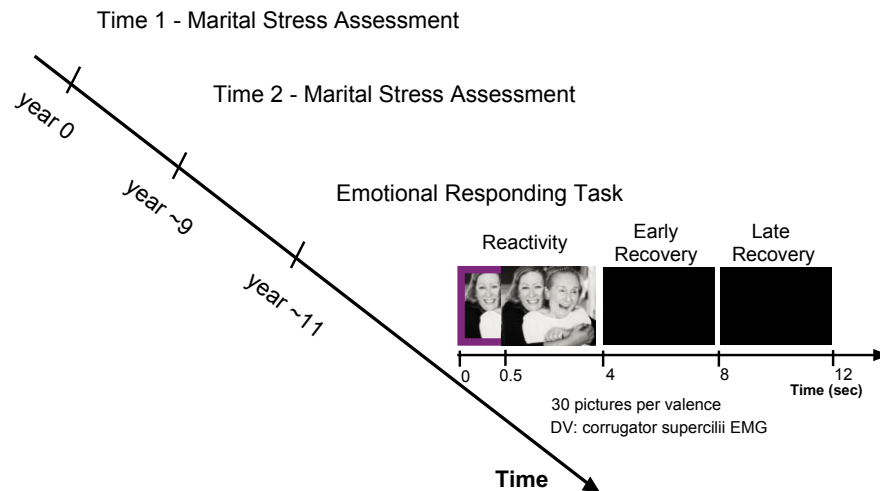 Time 1 - Marital Stress Assessment
year 0
Time 2 - Marital Stress Assessment
year ~9
Emotional Responding Task
year ~11
Reactivity
Early
Recovery
Late
Recovery
0 0.5 4 8 12
Time (sec)
30 pictures per valence
DV: corrugator supercilii EMG
Time